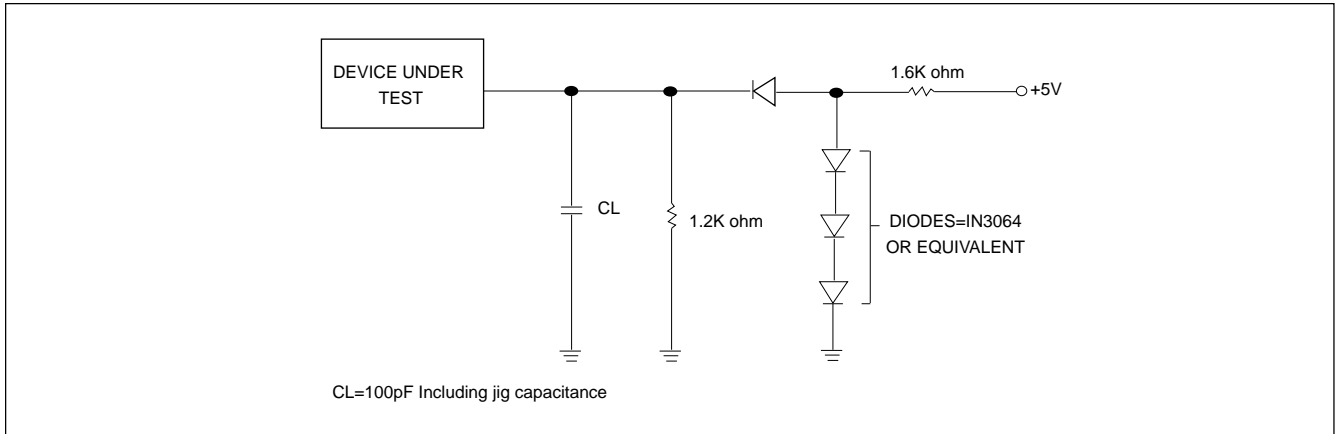 DEVICE UNDER
TEST
1.6K ohm
+5V
CL
1.2K ohm
DIODES=IN3064
OR EQUIVALENT
CL=100pF Including jig capacitance